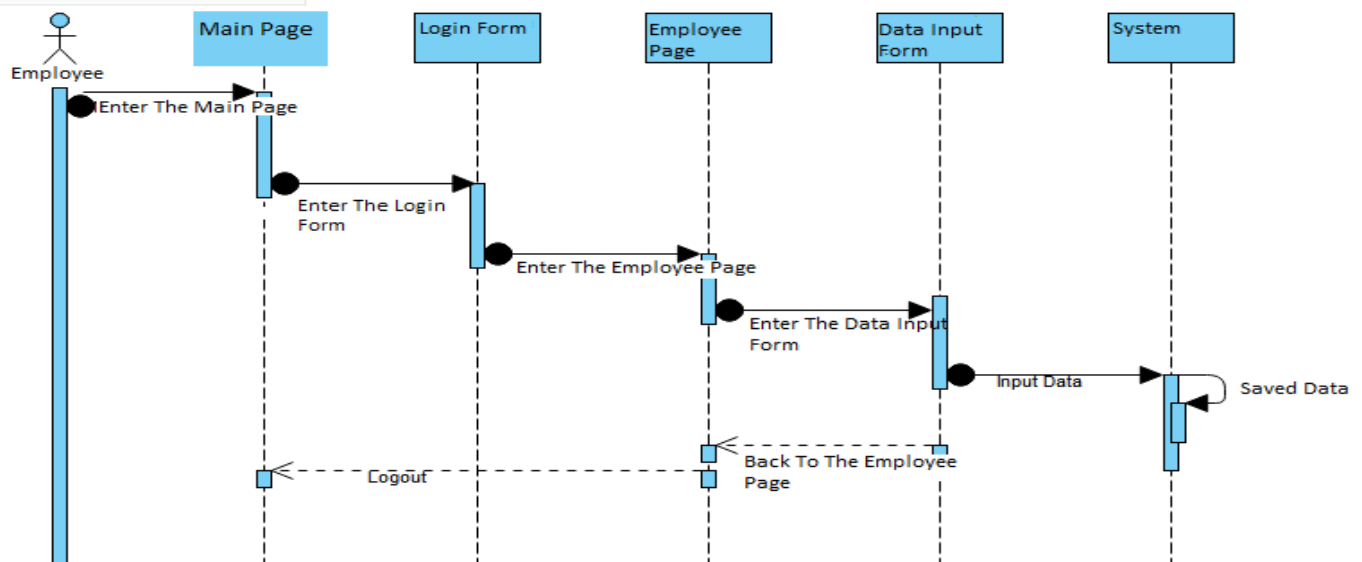 Employee
Main Page
Login Form
Employee
Page
Data Input
Form
System
Enter The Main Page
Enter The Login
Form
Enter The Employee Page
Enter The Data Input
Form
Input Data
Saved Data
Back To The Employee
Page
Logout